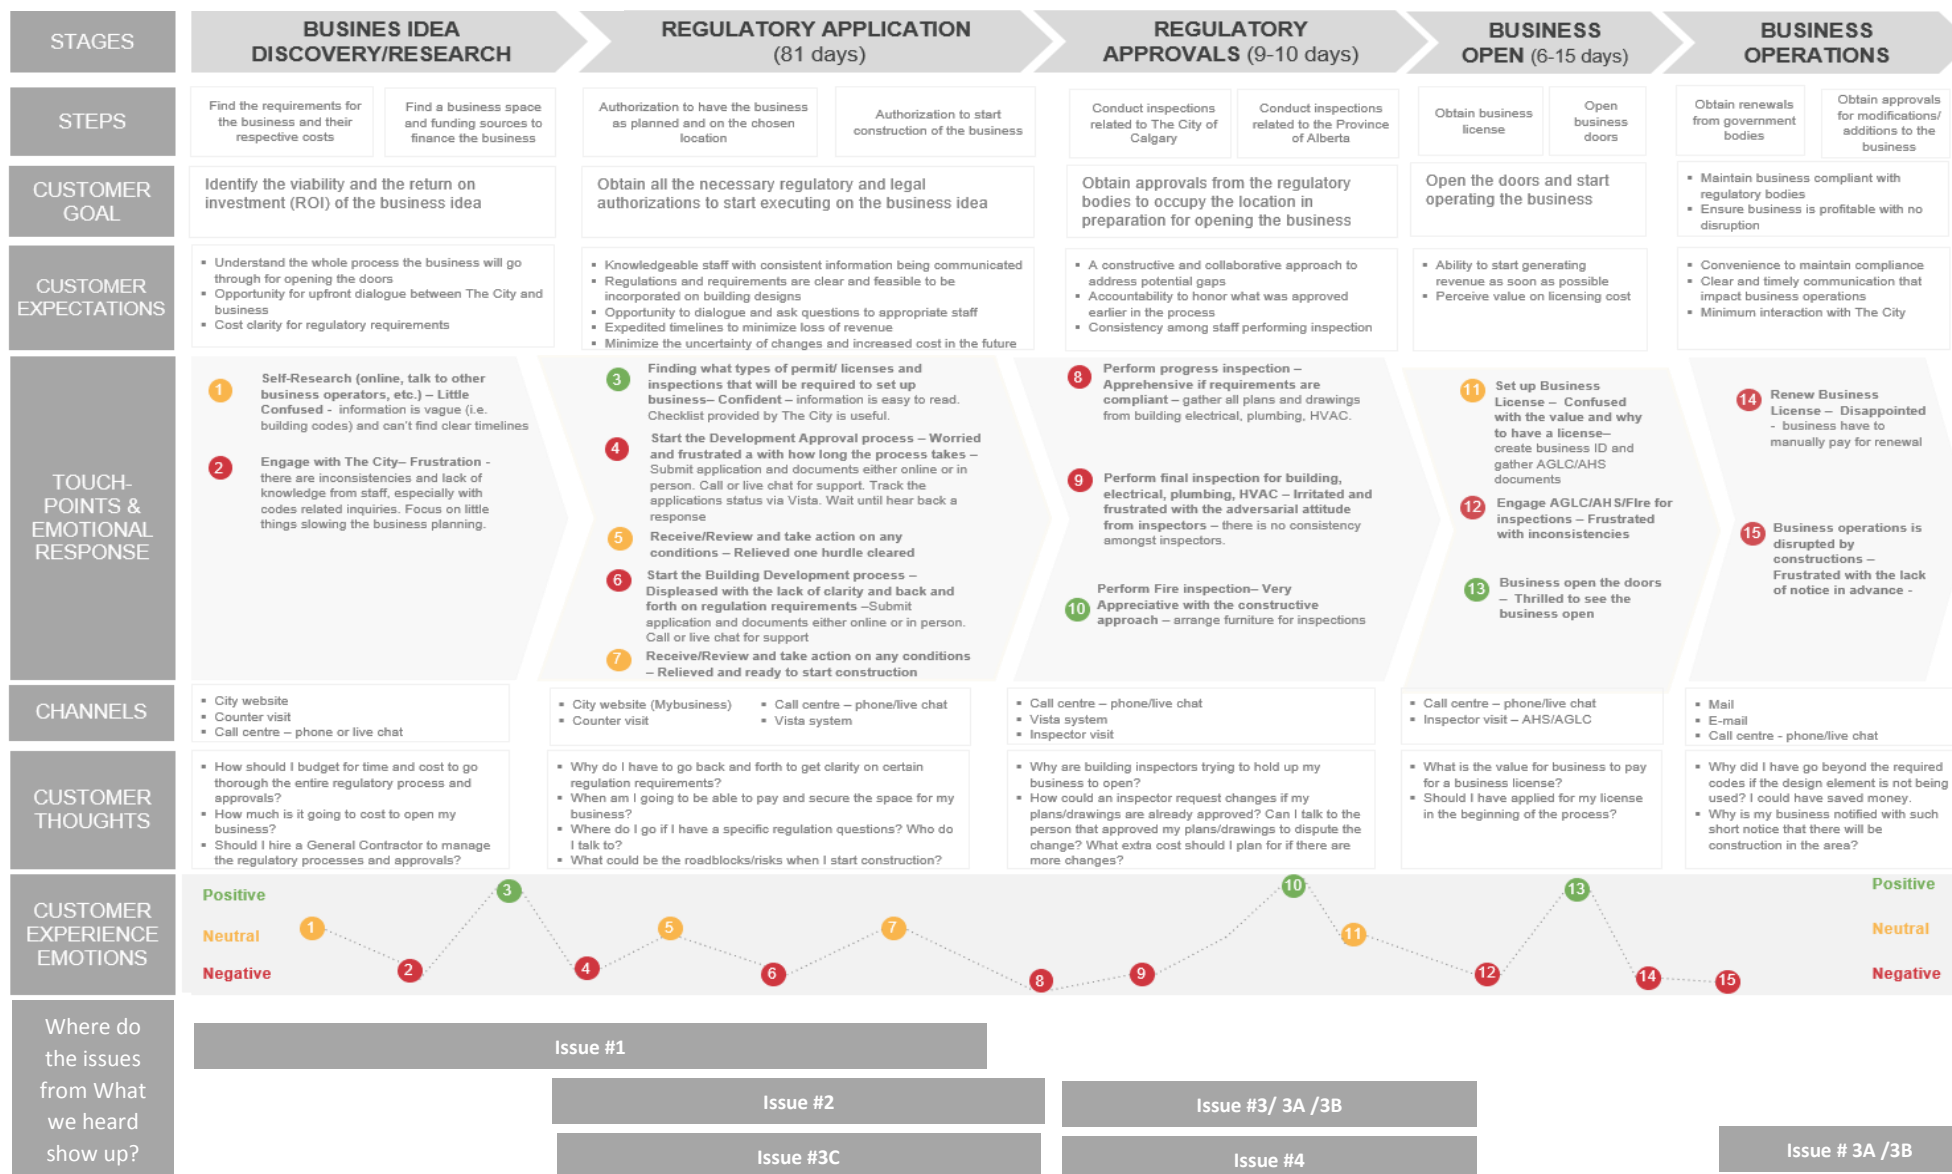 STAGES
BUSINES IDEA
DISCOVERY/RESEARCH
REGULATORY APPLICATION
(81 days)
REGULATORY
APPROVALS (9-10 days)
BUSINESS
OPEN (6-15 days)
BUSINESS
OPERATIONS
STEPS
Find the requirements for
the business and their
respective costs
Find a business space
and funding sources to
finance the business
Authorization to have the business
as planned and on the chosen
location
Authorization to start
construction of the business
Conduct inspections
related to The City of
Calgary
Conduct inspections
related to the Province
of Alberta
Obtain business
license
Open
business
doors
Obtain renewals
from government
bodies
Obtain approvals
for modifications/
additions to the
business
CUSTOMER
GOAL
Identify the viability and the return on
investment (ROI) of the business idea
Obtain all the necessary regulatory and legal
authorizations to start executing on the business idea
Obtain approvals from the regulatory
bodies to occupy the location in
preparation for opening the business
Open the doors and start
operating the business
▪ Maintain business compliant with
regulatory bodies
▪ Ensure business is profitable with no
disruption
CUSTOMER
EXPECTATIONS
▪ Understand the whole process the business will go
through for opening the doors
▪ Opportunity for upfront dialogue between The City and
business
▪ Cost clarity for regulatory requirements
▪ Knowledgeable staff with consistent information being communicated
▪ Regulations and requirements are clear and feasible to be
incorporated on building designs
▪ Opportunity to dialogue and ask questions to appropriate staff
▪ Expedited timelines to minimize loss of revenue
▪ Minimize the uncertainty of changes and increased cost in the future
▪ A constructive and collaborative approach to
address potential gaps
▪ Accountability to honor what was approved
earlier in the process
▪ Consistency among staff performing inspection
▪ Ability to start generating
revenue as soon as possible
▪ Perceive value on licensing cost
▪ Convenience to maintain compliance
▪ Clear and timely communication that
impact business operations
▪ Minimum interaction with The City
TOUCH-
POINTS &
EMOTIONAL
RESPONSE
1
Self-Research (online, talk to other
business operators, etc.) – Little
Confused - information is vague (i.e.
building codes) and can't find clear timelines
2
Engage with The City– Frustration -
there are inconsistencies and lack of
knowledge from staff, especially with
codes related inquiries. Focus on little
things slowing the business planning.
3
Finding what types of permit/ licenses and
inspections that will be required to set up
business– Confident – information is easy to read.
Checklist provided by The City is useful.
4
Start the Development Approval process – Worried
and frustrated a with how long the process takes –
Submit application and documents either online or in
person. Call or live chat for support. Track the
applications status via Vista. Wait until hear back a
response
5
Receive/Review and take action on any
conditions – Relieved one hurdle cleared
6
Start the Building Development process –
Displeased with the lack of clarity and back and
forth on regulation requirements –Submit
application and documents either online or in person.
Call or live chat for support
7
Receive/Review and take action on any conditions
– Relieved and ready to start construction
8
Perform progress inspection –
Apprehensive if requirements are
compliant – gather all plans and drawings
from building electrical, plumbing, HVAC.
9
Perform final inspection for building,
electrical, plumbing, HVAC – Irritated and
frustrated with the adversarial attitude
from inspectors – there is no consistency
amongst inspectors.
10
Perform Fire inspection– Very
Appreciative with the constructive
approach – arrange furniture for inspections
11
Set up Business
License – Confused
with the value and why
to have a license–
create business ID and
gather AGLC/AHS
documents
12
Engage AGLC/AHS/FIre for
inspections – Frustrated
with inconsistencies
13
Business open the doors
– Thrilled to see the
business open
14
Renew Business
License – Disappointed
- business have to
manually pay for renewal
15
Business operations is
disrupted by
constructions –
Frustrated with the lack
of notice in advance -
CHANNELS
▪ City website
▪ Counter visit
▪ Call centre – phone or live chat
▪ City website (Mybusiness)
▪ Counter visit
▪ Call centre – phone/live chat
▪ Vista system
▪ Call centre – phone/live chat
▪ Vista system
▪ Inspector visit
▪ Call centre – phone/live chat
▪ Inspector visit – AHS/AGLC
▪ Mail
▪ E-mail
▪ Call centre - phone/live chat
CUSTOMER
THOUGHTS
▪ How should I budget for time and cost to go
thorough the entire regulatory process and
approvals?
▪ How much is it going to cost to open my
business?
▪ Should I hire a General Contractor to manage
the regulatory processes and approvals?
▪ Why do I have to go back and forth to get clarity on certain
regulation requirements?
▪ When am I going to be able to pay and secure the space for my
business?
▪ Where do I go if I have a specific regulation questions? Who do
I talk to?
▪ What could be the roadblocks/risks when I start construction?
▪ Why are building inspectors trying to hold up my
business to open?
▪ How could an inspector request changes if my
plans/drawings are already approved? Can I talk to the
person that approved my plans/drawings to dispute the
change? What extra cost should I plan for if there are
more changes?
▪ What is the value for business to pay
for a business license?
▪ Should I have applied for my license
in the beginning of the process?
▪ Why did I have go beyond the required
codes if the design element is not being
used? I could have saved money.
▪ Why is my business notified with such
short notice that there will be
construction in the area?
CUSTOMER
EXPERIENCE
EMOTIONS
Positive
Neutral
Negative
1
2
3
4
5
6
7
8
9
10
11
12
13
14
15
Positive
Neutral
Negative
Where do
the issues
from What
we heard
show up?
Issue #1
Issue #2
Issue #3/ 3A /3B
Issue #3C
Issue #4
Issue # 3A /3B